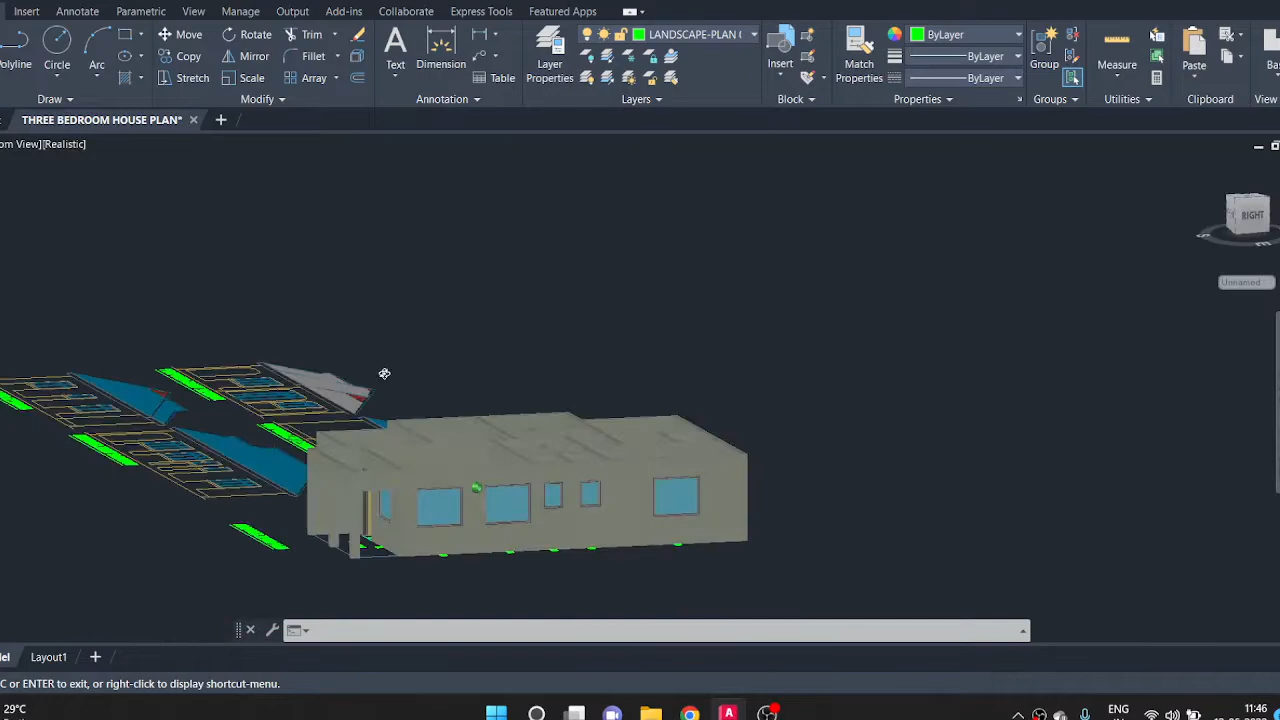 Insert Annotate Parametric View Manage Output Add-ins Collaborate Express Tools Featured Apps
Move Rotate Trim LANDSCAPE-PLAN ByLayer
Polyline Circle Arc Copy Mirror Fillet Text Dimension Layer Properties Insert Match Properties ByLayer Group Measure Paste
Stretch Scale Array Table ByLayer
Draw Modify Annotation Layers Block Properties Groups Utilities Clipboard View
THREE BEDROOM HOUSE PLAN*
om View][Realistic]
RIGHT
S E
Unnamed
Layout1
C or ENTER to exit, or right-click to display shortcut-menu.
29°C
ENG
11:46